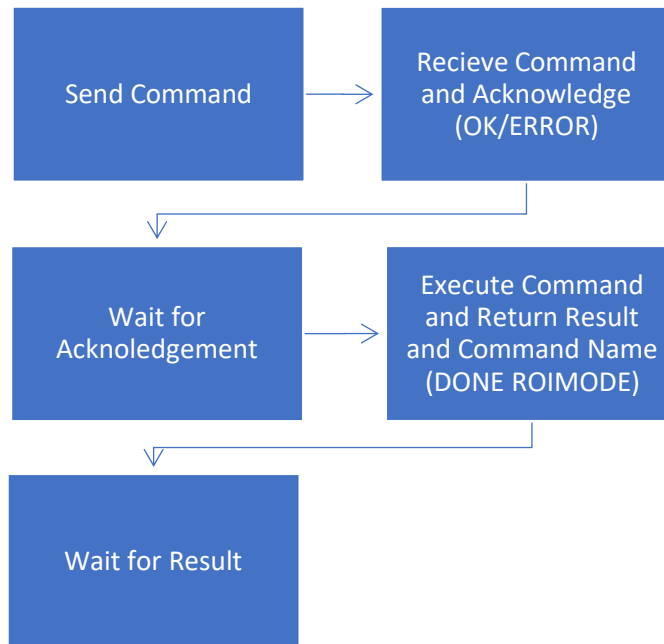 Send Command
Recieve Command
and Acknowledge
(OK/ERROR)
Wait for
Acknoledgement
Execute Command
and Return Result
and Command Name
(DONE ROIMODE)
Wait for Result